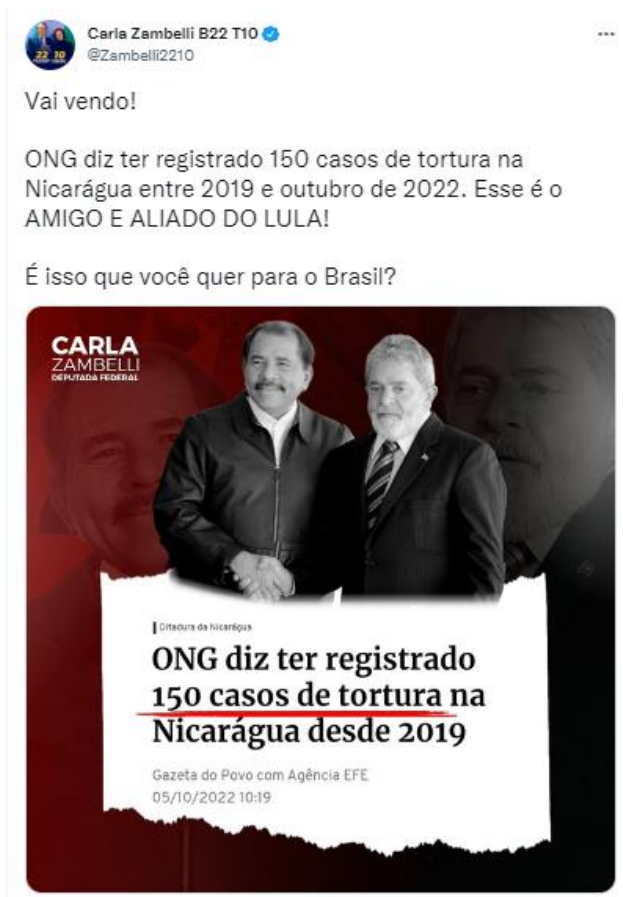 Carla Zambelli B22 T10
@Zambelli2210
Vai vendo!
ONG diz ter registrado 150 casos de tortura na
Nicarágua entre 2019 e outubro de 2022. Esse é o
AMIGO E ALIADO DO LULA!
É isso que você quer para o Brasil?
CARLA
ZAMBELLI
DEPUTADA FEDERAL
Ditadura da Nicarágua
ONG diz ter registrado
150 casos de tortura na
Nicarágua desde 2019
Gazeta do Povo com Agência EFE
05/10/2022 10:19
22 10